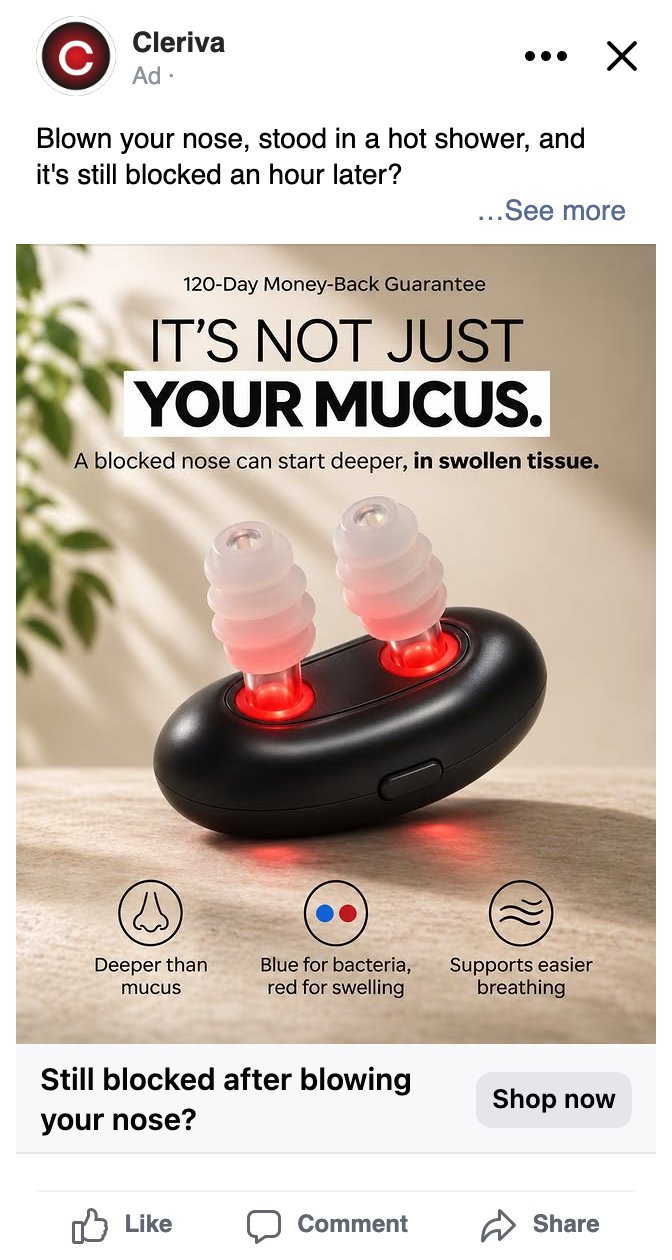 C
Cleriva
Ad ·
Blown your nose, stood in a hot shower, and
it's still blocked an hour later?
...See more
120-Day Money-Back Guarantee
IT'S NOT JUST
YOUR MUCUS.
A blocked nose can start deeper, in swollen tissue.
Deeper than
mucus
Blue for bacteria,
red for swelling
Supports easier
breathing
Still blocked after blowing
your nose?
Shop now
Like
Comment
Share